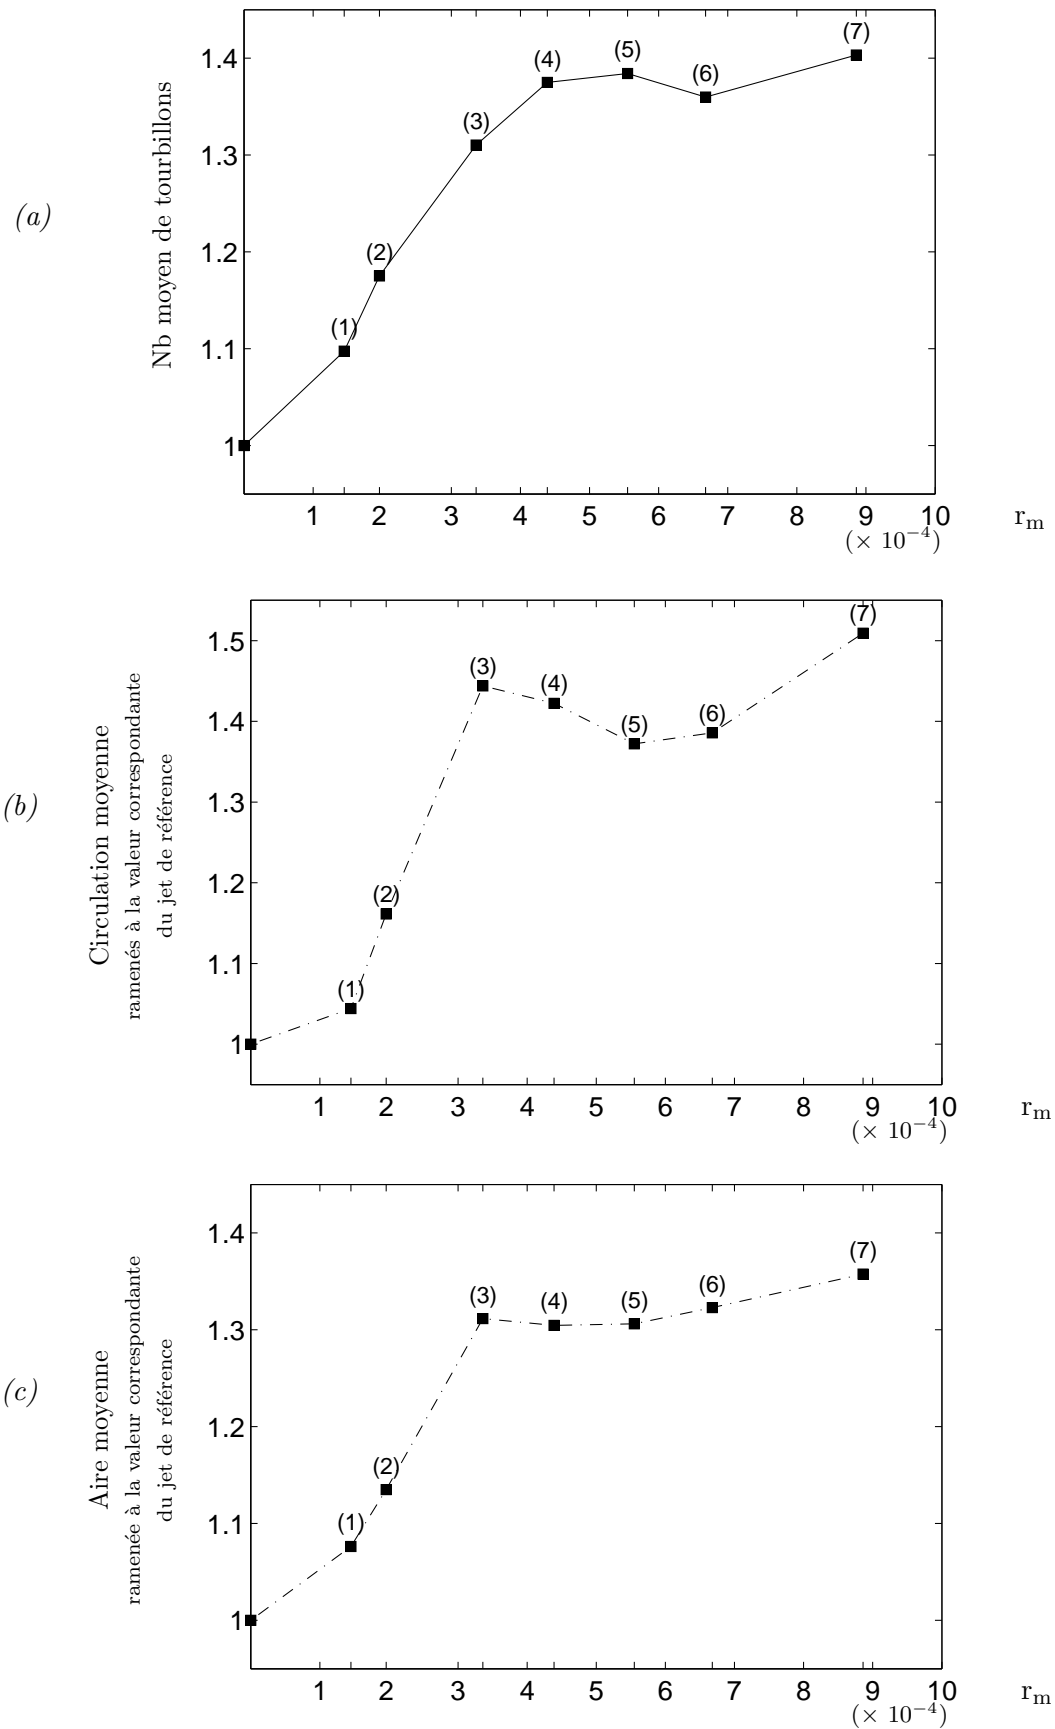 (a)
Nb moyen de tourbillons
1.4
1.3
1.2
1.1
1
(1)
(2)
(3)
(4)
(5)
(6)
(7)
1 2 3 4 5 6 7 8 9 10
r_m
(× 10⁻⁴)
(b)
Circulation moyenne
ramenés à la valeur correspondante
du jet de référence
1.5
1.4
1.3
1.2
1.1
1
(1)
(2)
(3)
(4)
(5)
(6)
(7)
1 2 3 4 5 6 7 8 9 10
r_m
(× 10⁻⁴)
(c)
Aire moyenne
ramenée à la valeur correspondante
du jet de référence
1.4
1.3
1.2
1.1
1
(1)
(2)
(3)
(4)
(5)
(6)
(7)
1 2 3 4 5 6 7 8 9 10
r_m
(× 10⁻⁴)